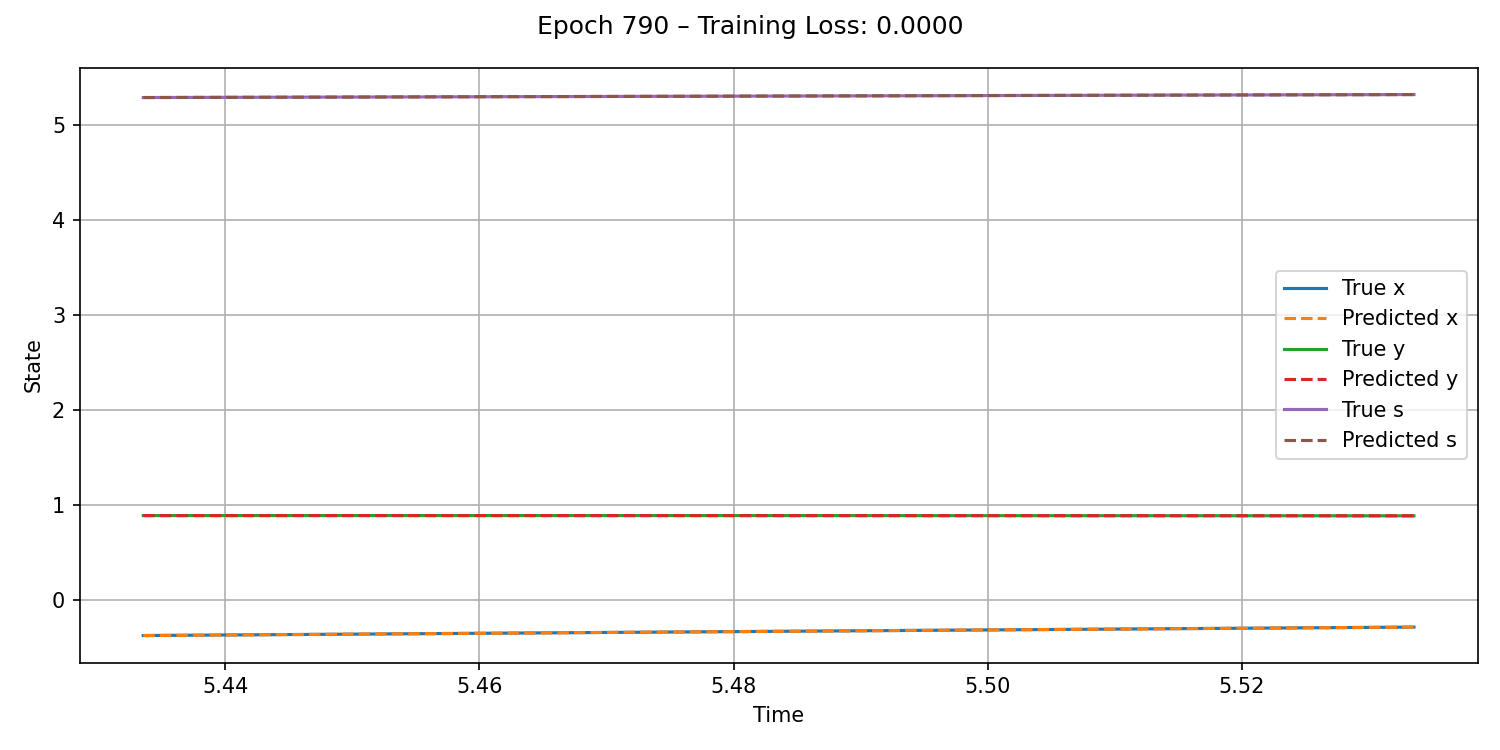 Epoch 790 – Training Loss: 0.0000
State
5
4
3
2
1
0
True x
Predicted x
True y
Predicted y
True s
Predicted s
5.44 5.46 5.48 5.50 5.52
Time